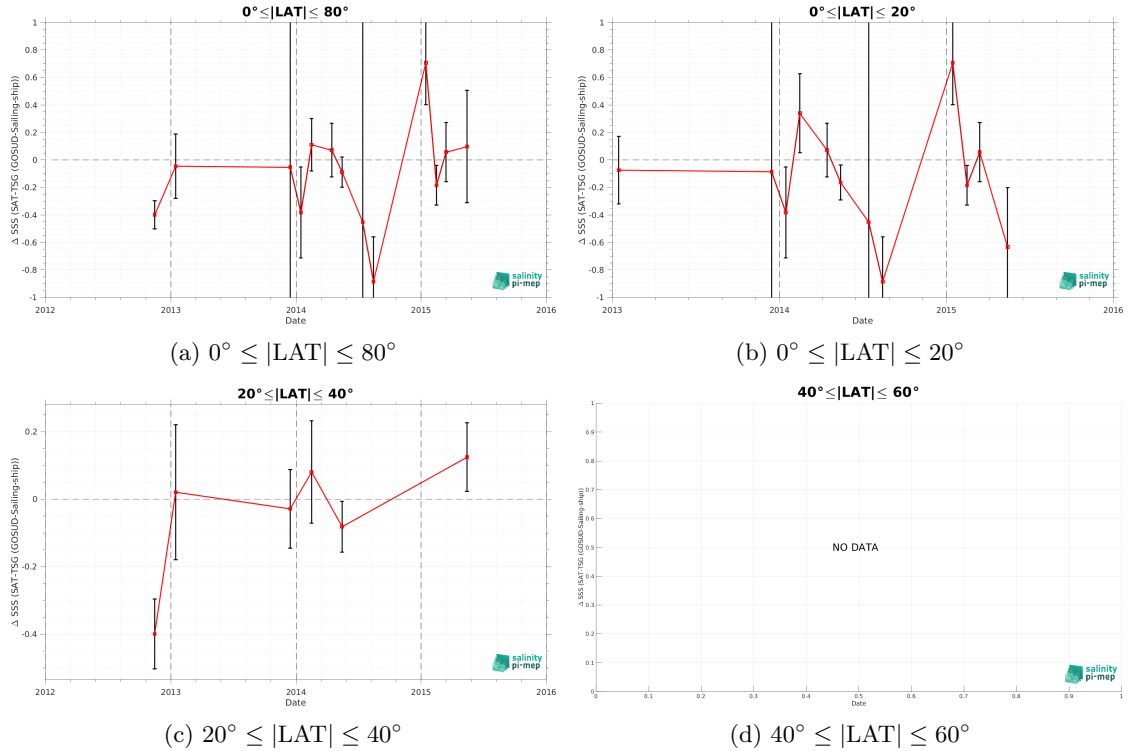 0°≤|LAT|≤ 80°
Δ SSS (SAT-TSG (GOSUD-Sailing-ship))
1
0.8
0.6
0.4
0.2
0
-0.2
-0.4
-0.6
-0.8
-1
2012
2013
2014
2015
2016
Date
salinity
pi-mep
(a) 0° ≤ |LAT| ≤ 80°
0°≤|LAT|≤ 20°
Δ SSS (SAT-TSG (GOSUD-Sailing-ship))
1
0.8
0.6
0.4
0.2
0
-0.2
-0.4
-0.6
-0.8
-1
2013
2014
2015
2016
Date
salinity
pi-mep
(b) 0° ≤ |LAT| ≤ 20°
20°≤|LAT|≤ 40°
Δ SSS (SAT-TSG (GOSUD-Sailing-ship))
0.2
0
-0.2
-0.4
2012
2013
2014
2015
2016
Date
salinity
pi-mep
(c) 20° ≤ |LAT| ≤ 40°
40°≤|LAT|≤ 60°
Δ SSS (SAT-TSG (GOSUD-Sailing-ship))
1
0.9
0.8
0.7
0.6
0.5
0.4
0.3
0.2
0.1
0
NO DATA
0
0.1
0.2
0.3
0.4
0.5
0.6
0.7
0.8
0.9
1
Date
salinity
pi-mep
(d) 40° ≤ |LAT| ≤ 60°